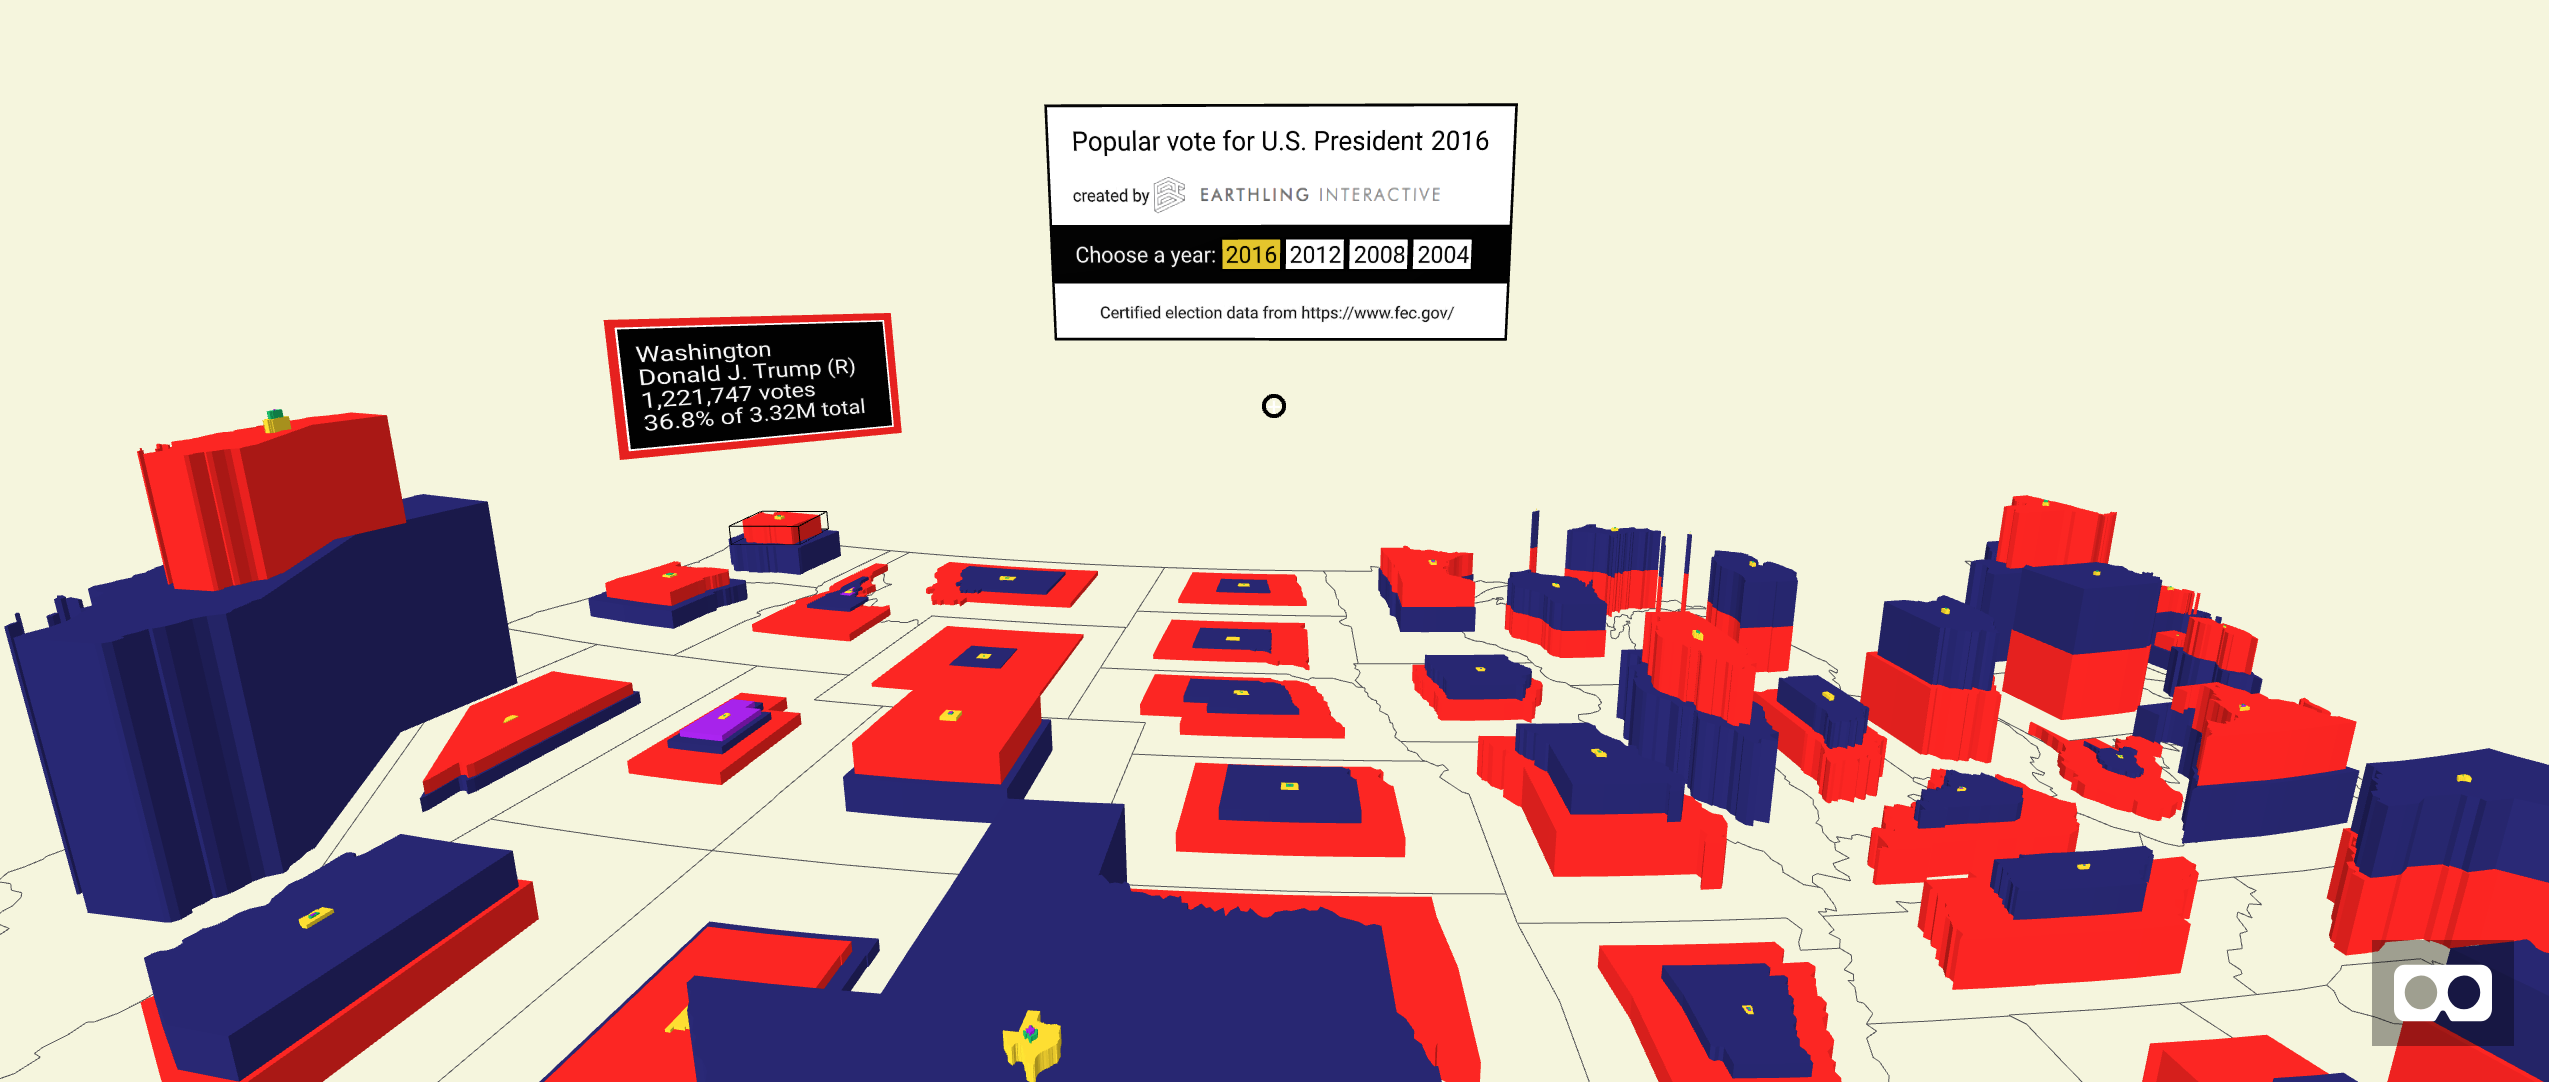 Popular vote for U.S. President 2016
created by EARTHLING INTERACTIVE
Choose a year: 2016 2012 2008 2004
Certified election data from https://www.fec.gov/
Washington
Donald J. Trump (R)
1,221,747 votes
36.8% of 3.32M total